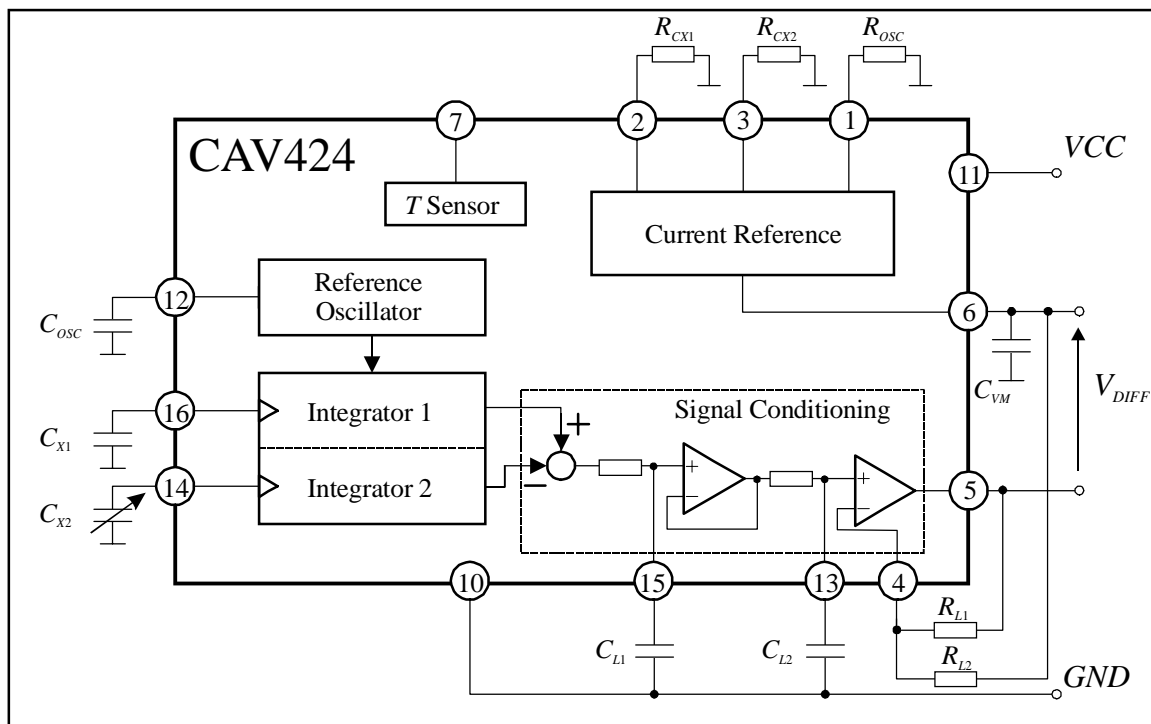 R_CX1 R_CX2 R_OSC
7 2 3 1
CAV424
VCC
11
T Sensor
Current Reference
12
Reference
Oscillator
6
C_OSC
C_VM
V_DIFF
16
Integrator 1
Signal Conditioning
C_X1
+
14
Integrator 2
−
+
−
+
−
5
C_X2
10 15 13 4
R_L1
C_L1 C_L2
R_L2
GND